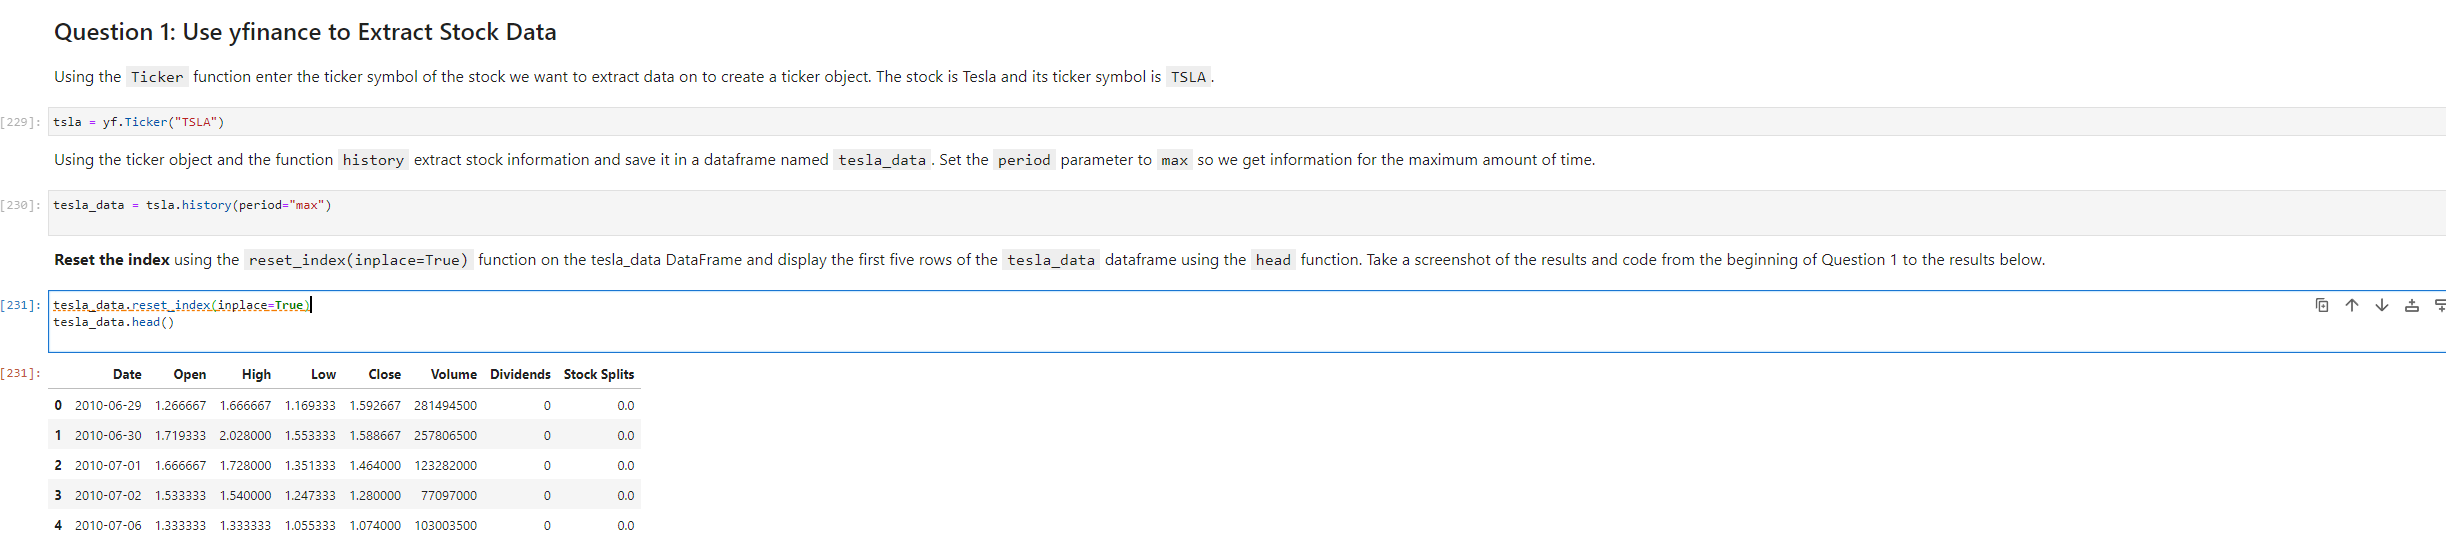 Question 1: Use yfinance to Extract Stock Data
Using the Ticker function enter the ticker symbol of the stock we want to extract data on to create a ticker object. The stock is Tesla and its ticker symbol is TSLA .
[229]: tsla = yf.Ticker("TSLA")
Using the ticker object and the function history extract stock information and save it in a dataframe named tesla_data . Set the period parameter to max so we get information for the maximum amount of time.
[230]: tesla_data = tsla.history(period="max")
Reset the index using the reset_index(inplace=True) function on the tesla_data DataFrame and display the first five rows of the tesla_data dataframe using the head function. Take a screenshot of the results and code from the beginning of Question 1 to the results below.
[231]: tesla_data.reset_index(inplace=True)
tesla_data.head()
[231]: Date Open High Low Close Volume Dividends Stock Splits
0 2010-06-29 1.266667 1.666667 1.169333 1.592667 281494500 0 0.0
1 2010-06-30 1.719333 2.028000 1.553333 1.588667 257806500 0 0.0
2 2010-07-01 1.666667 1.728000 1.351333 1.464000 123282000 0 0.0
3 2010-07-02 1.533333 1.540000 1.247333 1.280000 77097000 0 0.0
4 2010-07-06 1.333333 1.333333 1.055333 1.074000 103003500 0 0.0